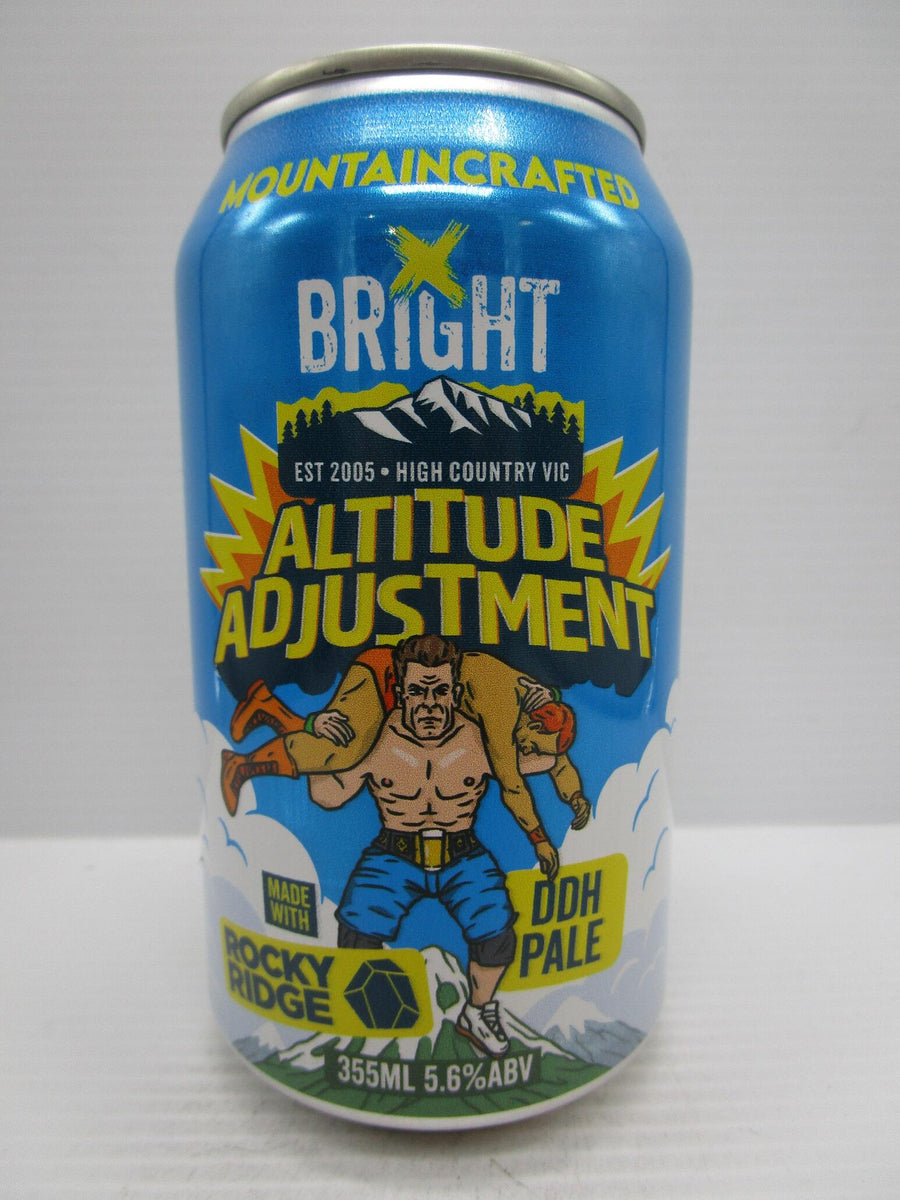 MOUNTAINCRAFTED
BRIGHT
EST 2005 • HIGH COUNTRY VIC
ALTITUDE
ADJUSTMENT
MADE
WITH
ROCKY
RIDGE
DDH
PALE
355ML 5.6%ABV